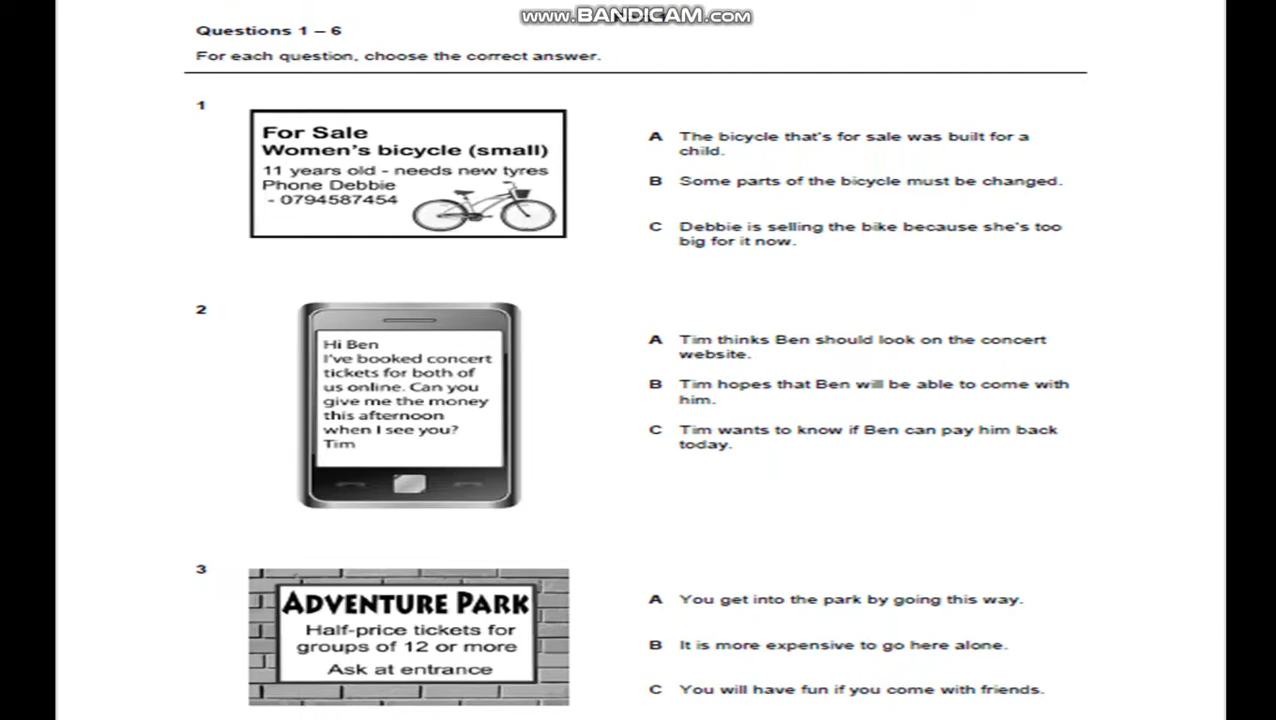 www.BANDICAM.com
Questions 1 – 6
For each question, choose the correct answer.
1
For Sale
Women's bicycle (small)
11 years old - needs new tyres
Phone Debbie
- 0794587454
A The bicycle that's for sale was built for a
child.
B Some parts of the bicycle must be changed.
C Debbie is selling the bike because she's too
big for it now.
2
Hi Ben
I've booked concert
tickets for both of
us online. Can you
give me the money
this afternoon
when I see you?
Tim
A Tim thinks Ben should look on the concert
website.
B Tim hopes that Ben will be able to come with
him.
C Tim wants to know if Ben can pay him back
today.
3
ADVENTURE PARK
Half-price tickets for
groups of 12 or more
Ask at entrance
A You get into the park by going this way.
B It is more expensive to go here alone.
C You will have fun if you come with friends.